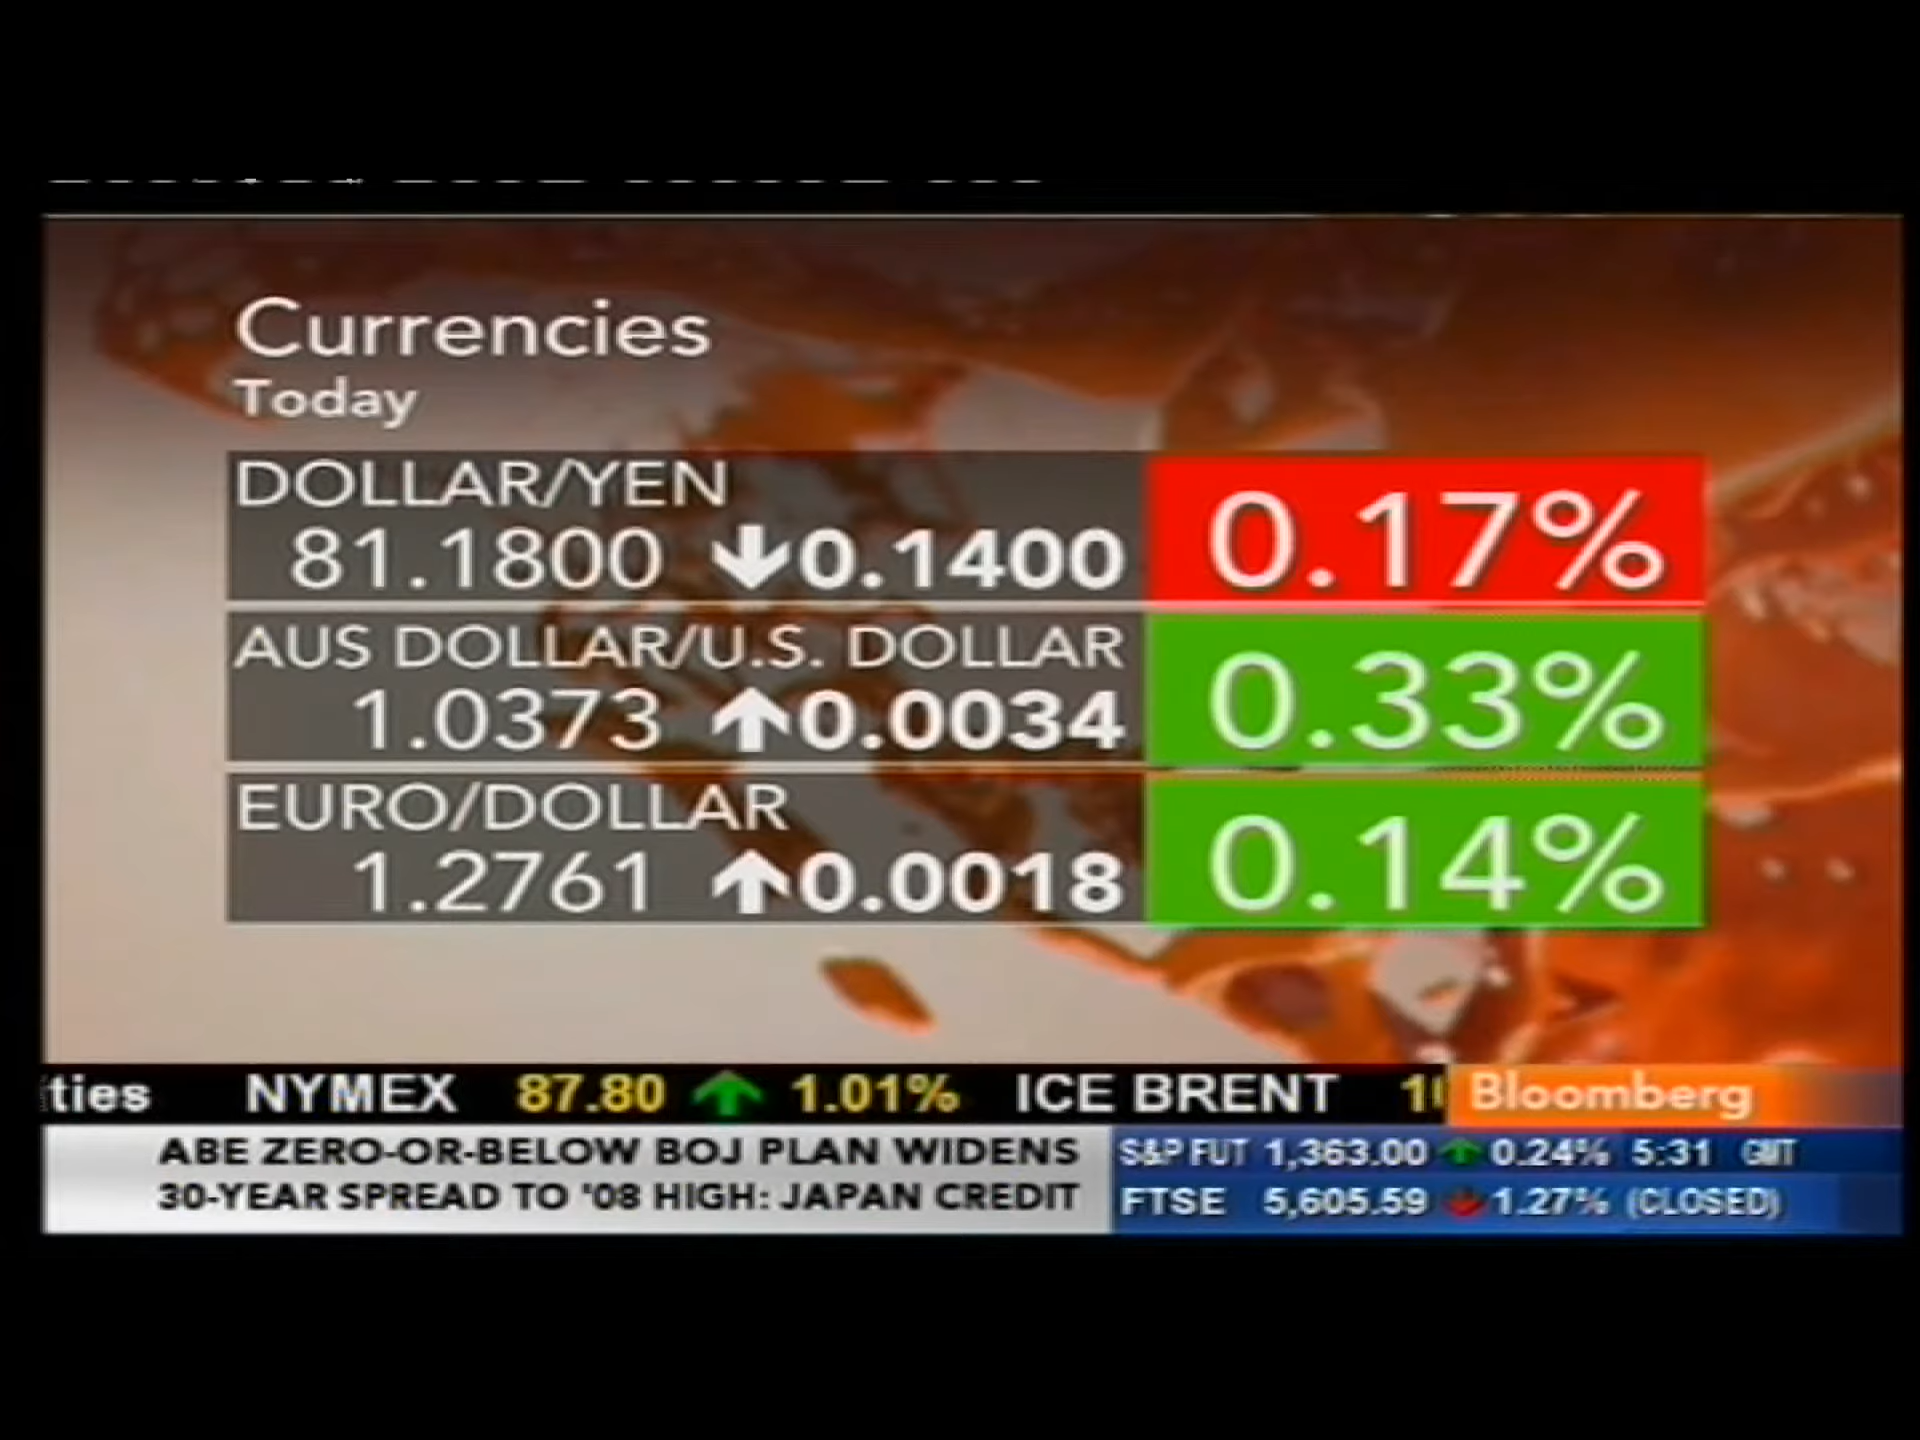 Currencies
Today
DOLLAR/YEN
81.1800 ↓0.1400 0.17%
AUS DOLLAR/U.S. DOLLAR
1.0373 ↑0.0034 0.33%
EURO/DOLLAR
1.2761 ↑0.0018 0.14%
ties NYMEX 87.80 ↑ 1.01% ICE BRENT Bloomberg
ABE ZERO-OR-BELOW BOJ PLAN WIDENS
30-YEAR SPREAD TO '08 HIGH: JAPAN CREDIT
S&P FUT 1,363.00 ↑ 0.24% 5:31 GMT
FTSE 5,605.59 ↓ 1.27% (CLOSED)